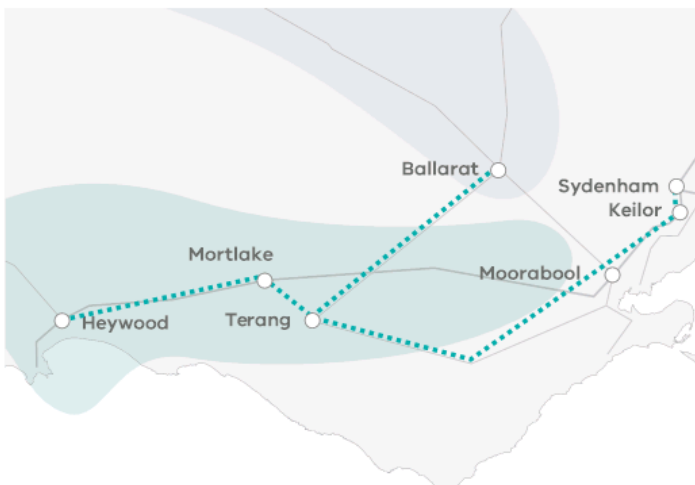 Ballarat
Sydenham
Keilor
Mortlake
Moorabool
Heywood
Terang